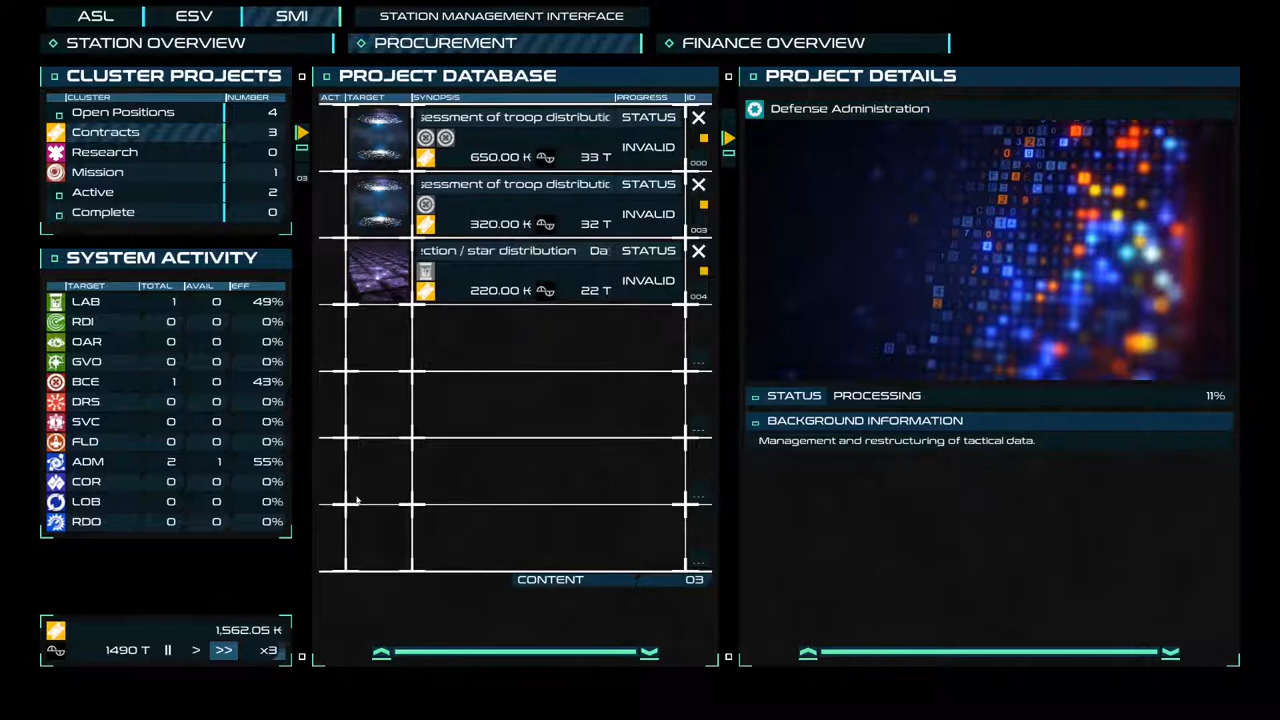 ASL ESV SMI STATION MANAGEMENT INTERFACE
STATION OVERVIEW PROCUREMENT FINANCE OVERVIEW
CLUSTER PROJECTS
CLUSTER NUMBER
Open Positions 4
Contracts 3
Research 0
Mission 1
Active 2
Complete 0
SYSTEM ACTIVITY
TARGET TOTAL AVAIL EFF
LAB 1 0 49%
RDI 0 0 0%
OAR 0 0 0%
GVO 0 0 0%
BCE 1 0 43%
DRS 0 0 0%
SVC 0 0 0%
FLD 0 0 0%
ADM 2 1 55%
COR 0 0 0%
LOB 0 0 0%
RDO 0 0 0%
1,562.05 K
1490 T > >> x3
03
PROJECT DATABASE
ACT TARGET SYNOPSIS PROGRESS ID
sessment of troop distributic STATUS
INVALID
650.00 K 33 T 000
sessment of troop distributic STATUS
INVALID
320.00 K 32 T 003
ction / star distribution Da STATUS
INVALID
220.00 K 22 T 004
...
...
...
...
CONTENT 03
PROJECT DETAILS
Defense Administration
STATUS PROCESSING 11%
BACKGROUND INFORMATION
Management and restructuring of tactical data.